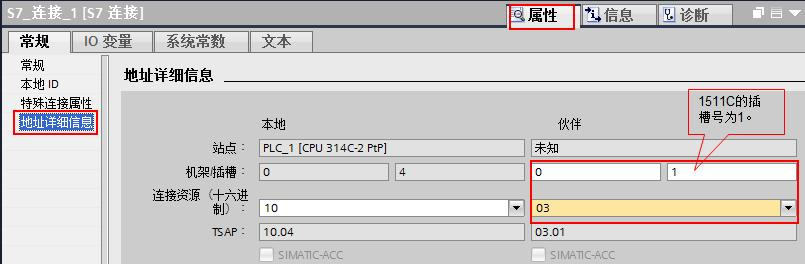 S7_连接_1 [S7 连接]
属性
信息
诊断
常规
IO 变量
系统常数
文本
常规
本地 ID
特殊连接属性
地址详细信息
地址详细信息
1511C的插
槽号为1。
本地
伙伴
站点：
PLC_1 [CPU 314C-2 PtP]
未知
机架/插槽：
0
4
0
1
连接资源（十六进
制）：
10
03
TSAP：
10.04
03.01
SIMATIC-ACC
SIMATIC-ACC